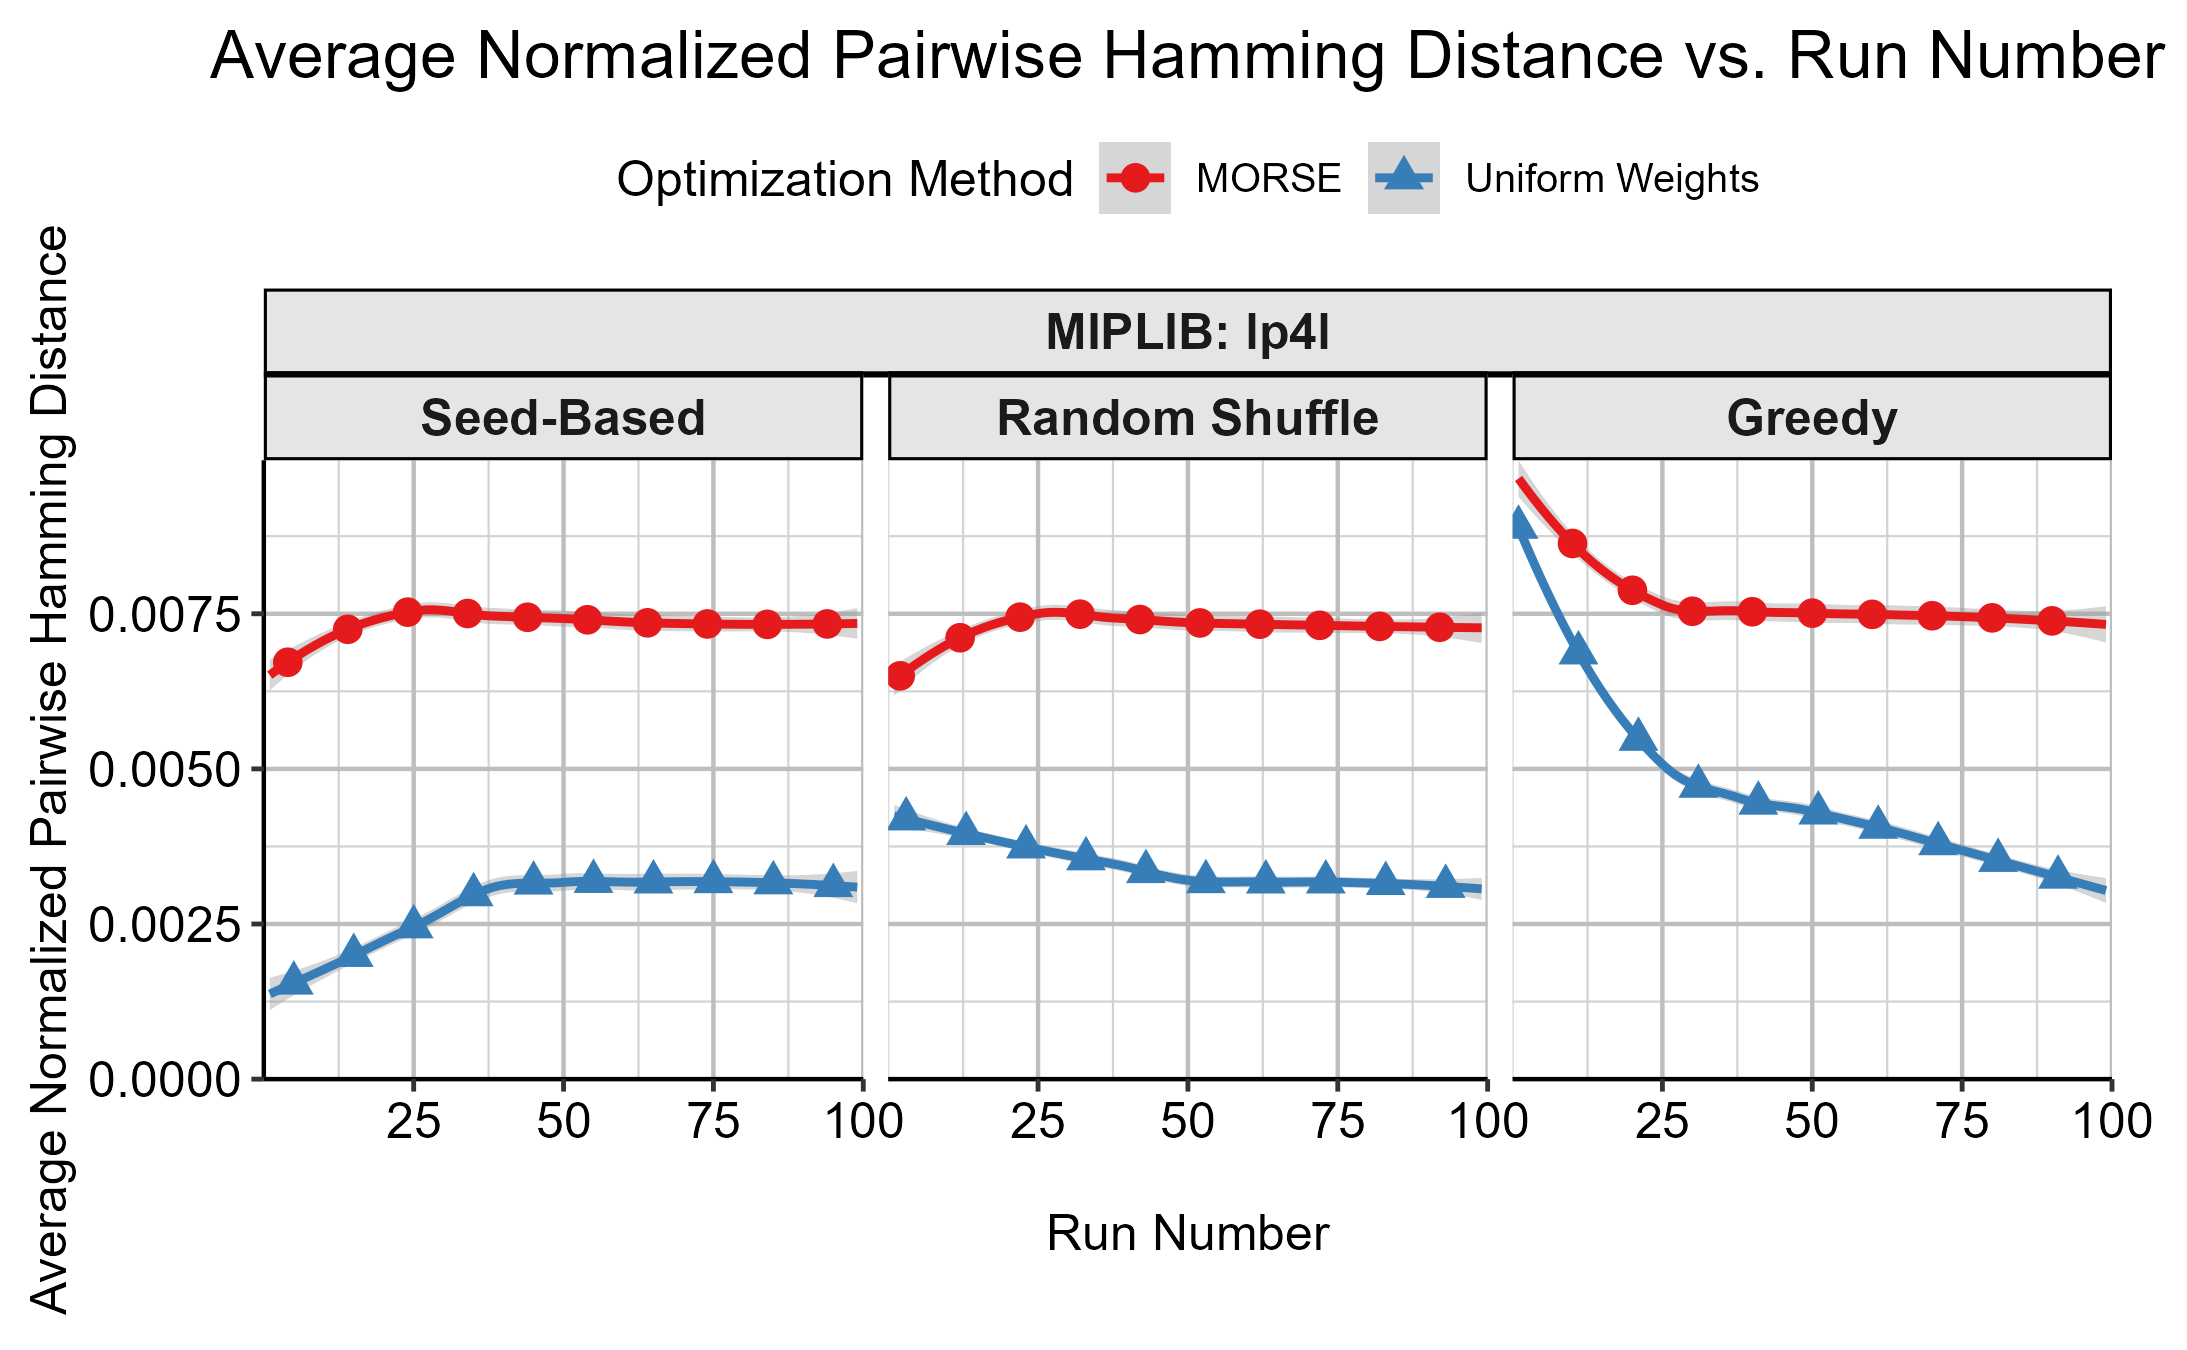 Average Normalized Pairwise Hamming Distance vs. Run Number
Optimization Method MORSE Uniform Weights
MIPLIB: lp4l
Seed-Based Random Shuffle Greedy
Average Normalized Pairwise Hamming Distance
0.0075
0.0050
0.0025
0.0000
25 50 75 100 25 50 75 100 25 50 75 100
Run Number